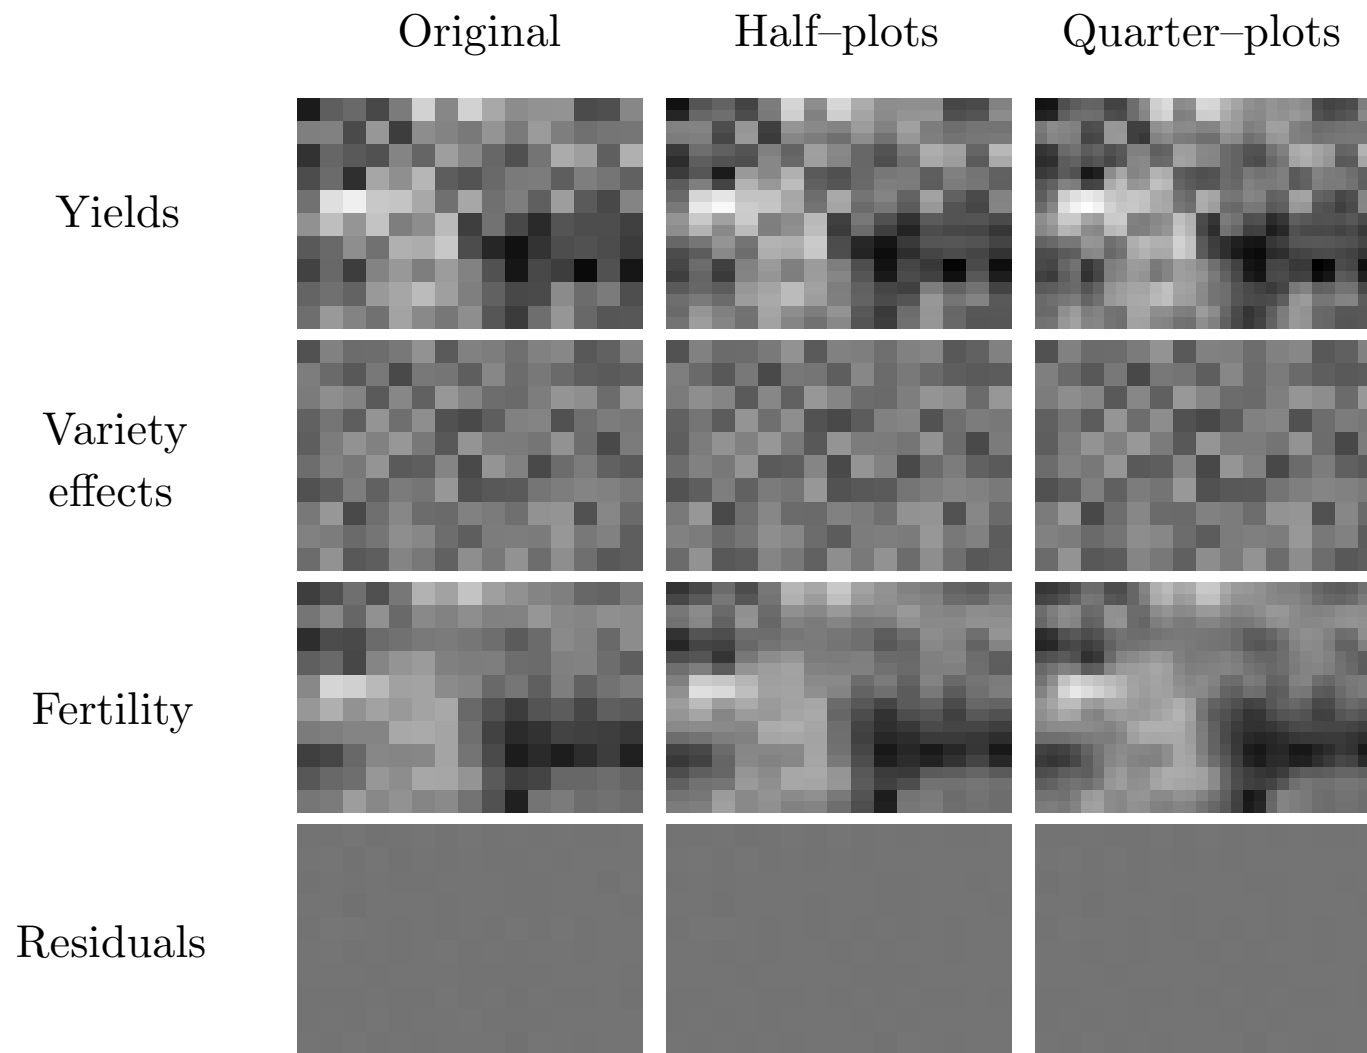 Original
Half–plots
Quarter–plots
Yields
Variety
effects
Fertility
Residuals